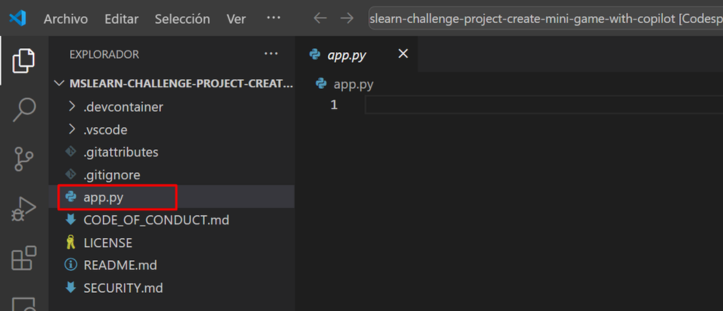 Archivo Editar Selección Ver ··· slearn-challenge-project-create-mini-game-with-copilot [Codesp
EXPLORADOR ··· app.py
MSLEARN-CHALLENGE-PROJECT-CREAT... app.py
.devcontainer 1
.vscode
.gitattributes
.gitignore
app.py
CODE_OF_CONDUCT.md
LICENSE
README.md
SECURITY.md